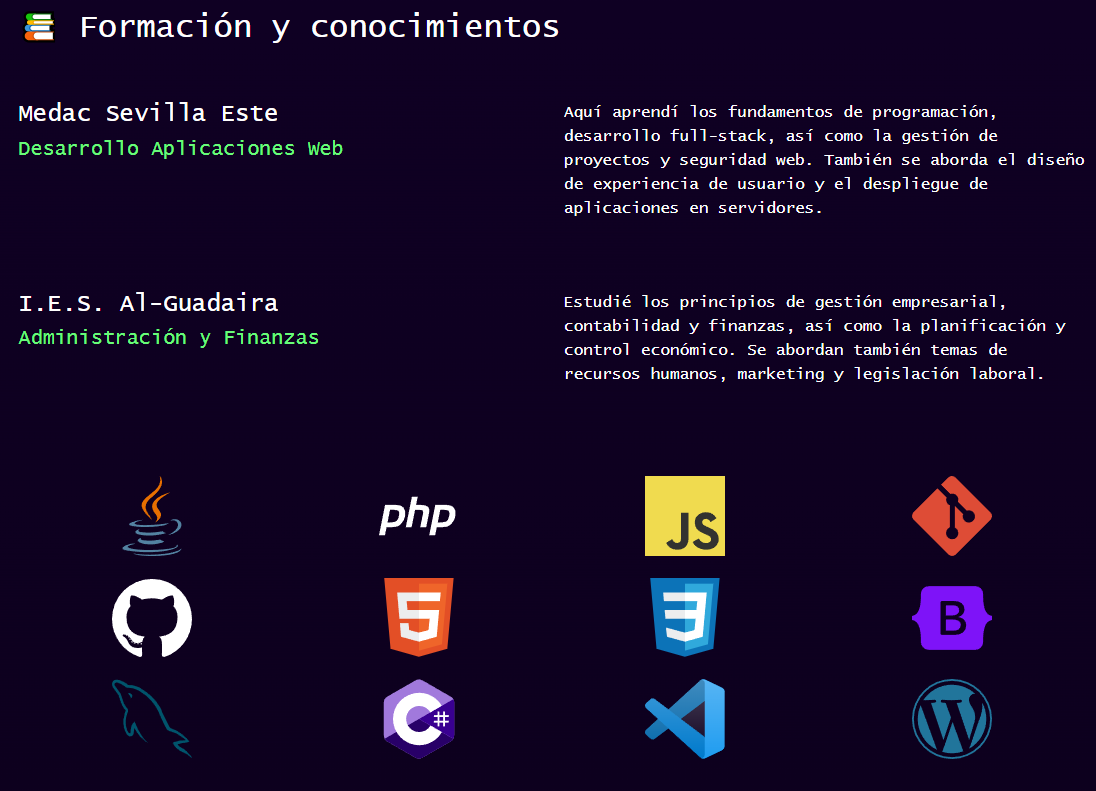 Formación y conocimientos
Medac Sevilla Este
Desarrollo Aplicaciones Web
Aquí aprendí los fundamentos de programación,
desarrollo full-stack, así como la gestión de
proyectos y seguridad web. También se aborda el diseño
de experiencia de usuario y el despliegue de
aplicaciones en servidores.
I.E.S. Al-Guadaira
Administración y Finanzas
Estudié los principios de gestión empresarial,
contabilidad y finanzas, así como la planificación y
control económico. Se abordan también temas de
recursos humanos, marketing y legislación laboral.
php
JS
5
3
B
C#
W